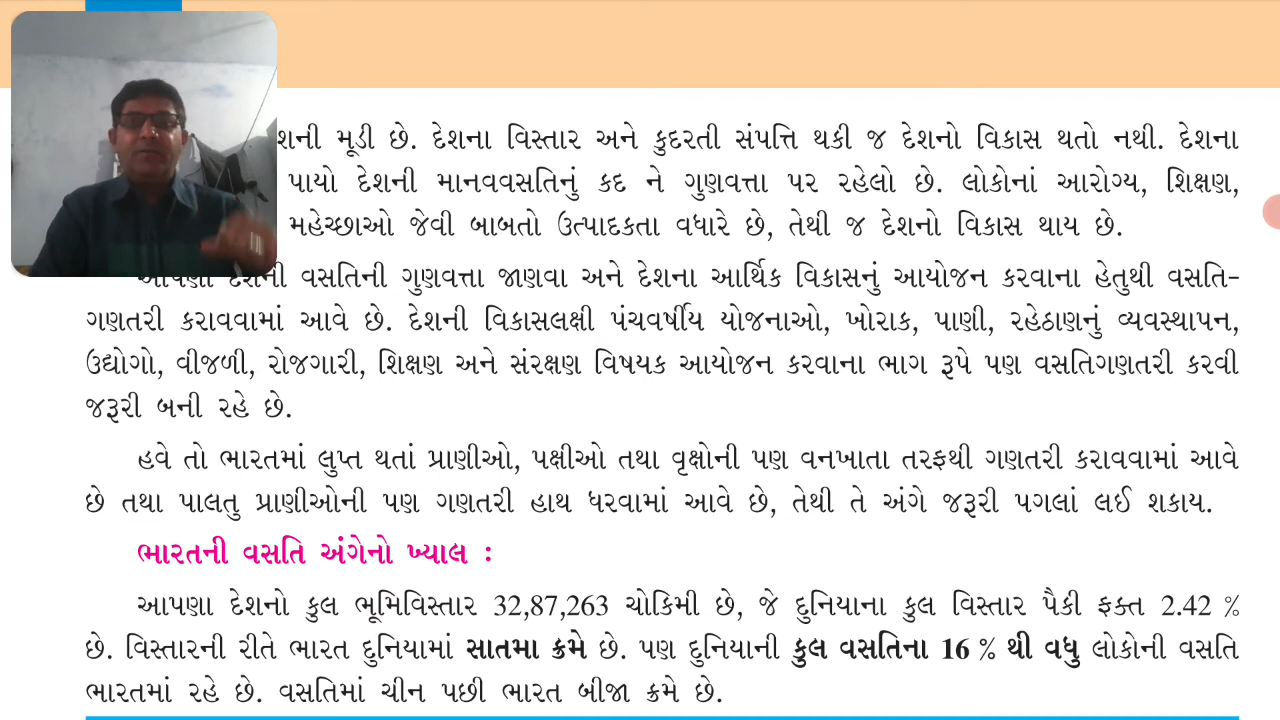 શની મૂડી છે. દેશના વિસ્તાર અને કુદરતી સંપત્તિ થકી જ દેશનો વિકાસ થતો નથી. દેશના
પાયો દેશની માનવવસતિનું કદ ને ગુણવત્તા પર રહેલો છે. લોકોનાં આરોગ્ય, શિક્ષણ,
મહેચ્છાઓ જેવી બાબતો ઉત્પાદકતા વધારે છે, તેથી જ દેશનો વિકાસ થાય છે.
આપણા દેશની વસતિની ગુણવત્તા જાણવા અને દેશના આર્થિક વિકાસનું આયોજન કરવાના હેતુથી વસતિ-
ગણતરી કરાવવામાં આવે છે. દેશની વિકાસલક્ષી પંચવર્ષીય યોજનાઓ, ખોરાક, પાણી, રહેઠાણનું વ્યવસ્થાપન,
ઉદ્યોગો, વીજળી, રોજગારી, શિક્ષણ અને સંરક્ષણ વિષયક આયોજન કરવાના ભાગ રૂપે પણ વસતિગણતરી કરવી
જરૂરી બની રહે છે.
હવે તો ભારતમાં લુપ્ત થતાં પ્રાણીઓ, પક્ષીઓ તથા વૃક્ષોની પણ વનખાતા તરફથી ગણતરી કરાવવામાં આવે
છે તથા પાલતુ પ્રાણીઓની પણ ગણતરી હાથ ધરવામાં આવે છે, તેથી તે અંગે જરૂરી પગલાં લઈ શકાય.
ભારતની વસતિ અંગેનો ખ્યાલ :
આપણા દેશનો કુલ ભૂમિવિસ્તાર 32,87,263 ચોકિમી છે, જે દુનિયાના કુલ વિસ્તાર પૈકી ફક્ત 2.42 %
છે. વિસ્તારની રીતે ભારત દુનિયામાં સાતમા ક્રમે છે. પણ દુનિયાની કુલ વસતિના 16 % થી વધુ લોકોની વસતિ
ભારતમાં રહે છે. વસતિમાં ચીન પછી ભારત બીજા ક્રમે છે.